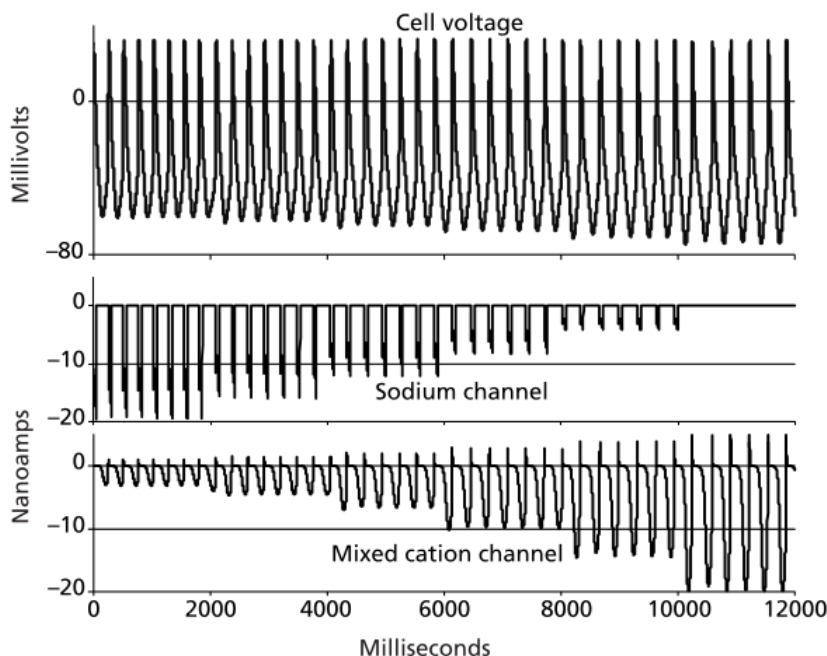 Cell voltage
Millivolts
0
–80
0
–10
–20
Sodium channel
Nanoamps
0
–10
–20
Mixed cation channel
0 2000 4000 6000 8000 10000 12000
Milliseconds